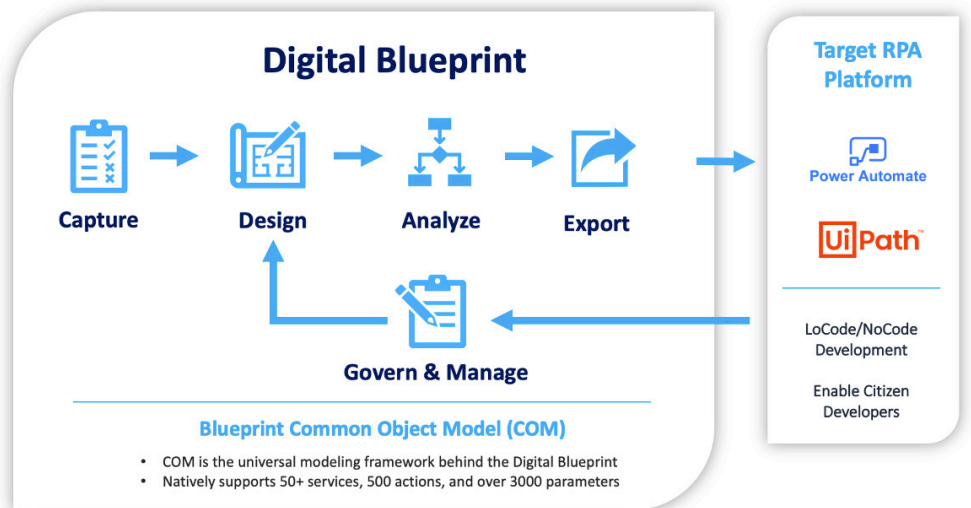 Digital Blueprint
Capture
Design
Analyze
Export
Govern & Manage
Blueprint Common Object Model (COM)
• COM is the universal modeling framework behind the Digital Blueprint
• Natively supports 50+ services, 500 actions, and over 3000 parameters
Target RPA
Platform
Power Automate
UiPath™
LoCode/NoCode
Development
Enable Citizen
Developers